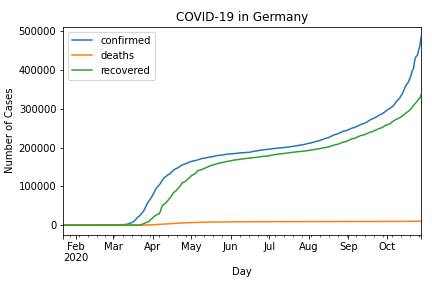 COVID-19 in Germany
confirmed
deaths
recovered
Number of Cases
500000
400000
300000
200000
100000
0
Feb Mar Apr May Jun Jul Aug Sep Oct
2020
Day